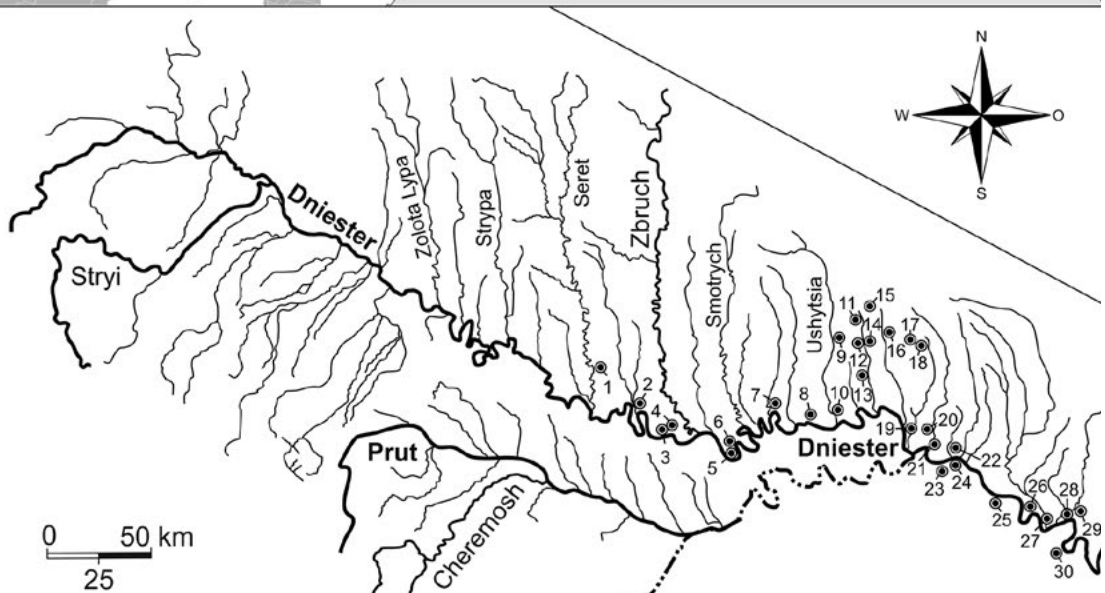 N
W
O
S
Dniester
Zolota Lypa
Strypa
Seret
Zbruch
Smotrych
Ushytsia
Stryi
Dniester
Prut
Cheremosh
1
2
3
4
5
6
7
8
9
10
11
12
13
14
15
16
17
18
19
20
21
22
23
24
25
26
27
28
29
30
0 50 km
25